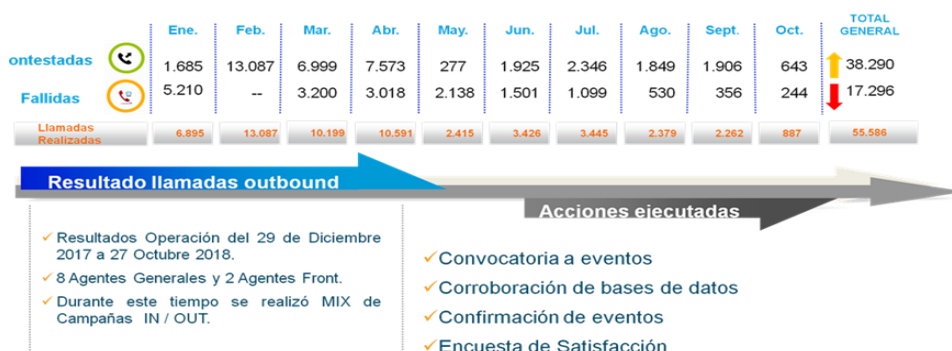 Ene. Feb. Mar. Abr. May. Jun. Jul. Ago. Sept. Oct. TOTAL GENERAL
ontestadas 1.685 13.087 6.999 7.573 277 1.925 2.346 1.849 1.906 643 38.290
Fallidas 5.210 -- 3.200 3.018 2.138 1.501 1.099 530 356 244 17.296
Llamadas Realizadas 6.895 13.087 10.199 10.591 2.415 3.426 3.445 2.379 2.262 887 55.586
Resultado llamadas outbound
Acciones ejecutadas
✓ Resultados Operación del 29 de Diciembre
2017 a 27 Octubre 2018.
✓ 8 Agentes Generales y 2 Agentes Front.
✓ Durante este tiempo se realizó MIX de
Campañas IN / OUT.
✓ Convocatoria a eventos
✓ Corroboración de bases de datos
✓ Confirmación de eventos
✓ Encuesta de Satisfacción